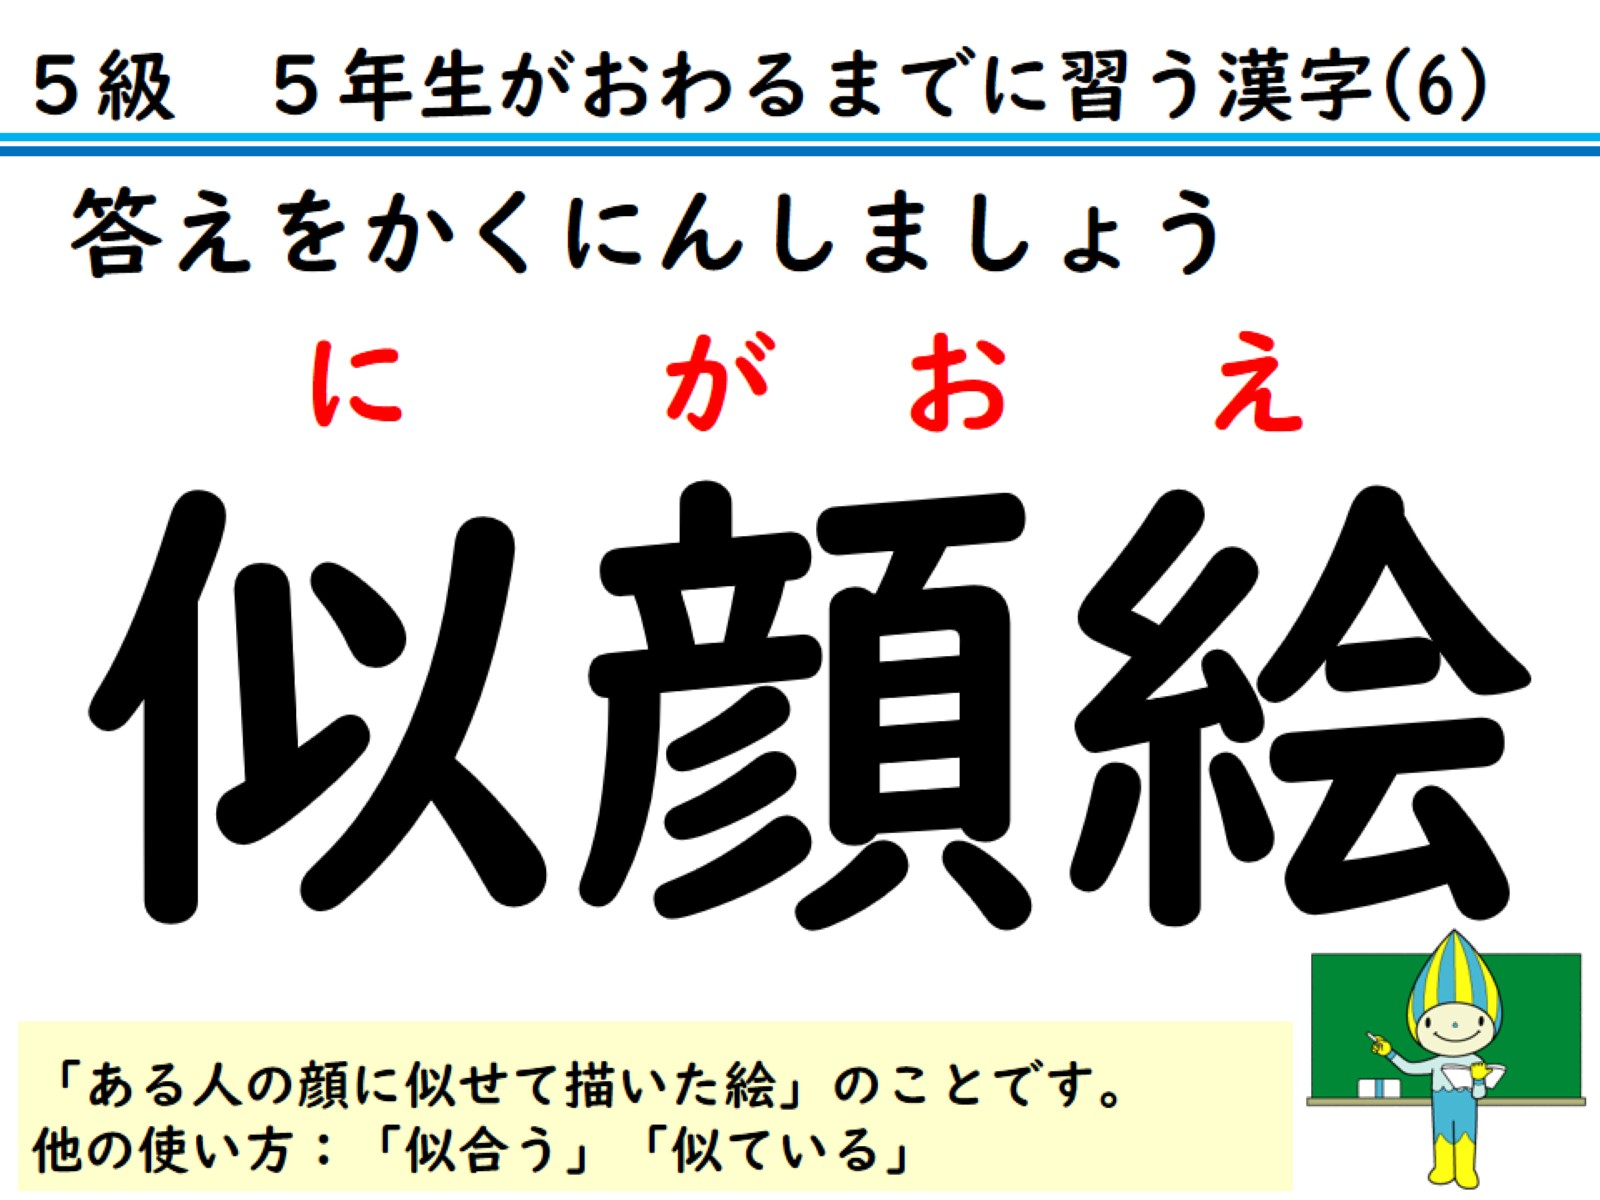 ５級　５年生がおわるまでに習う漢字(6)
答えをかくにんしましょう
に　が　お　え
似顔絵
「ある人の顔に似せて描いた絵」のことです。
他の使い方：「似合う」「似ている」